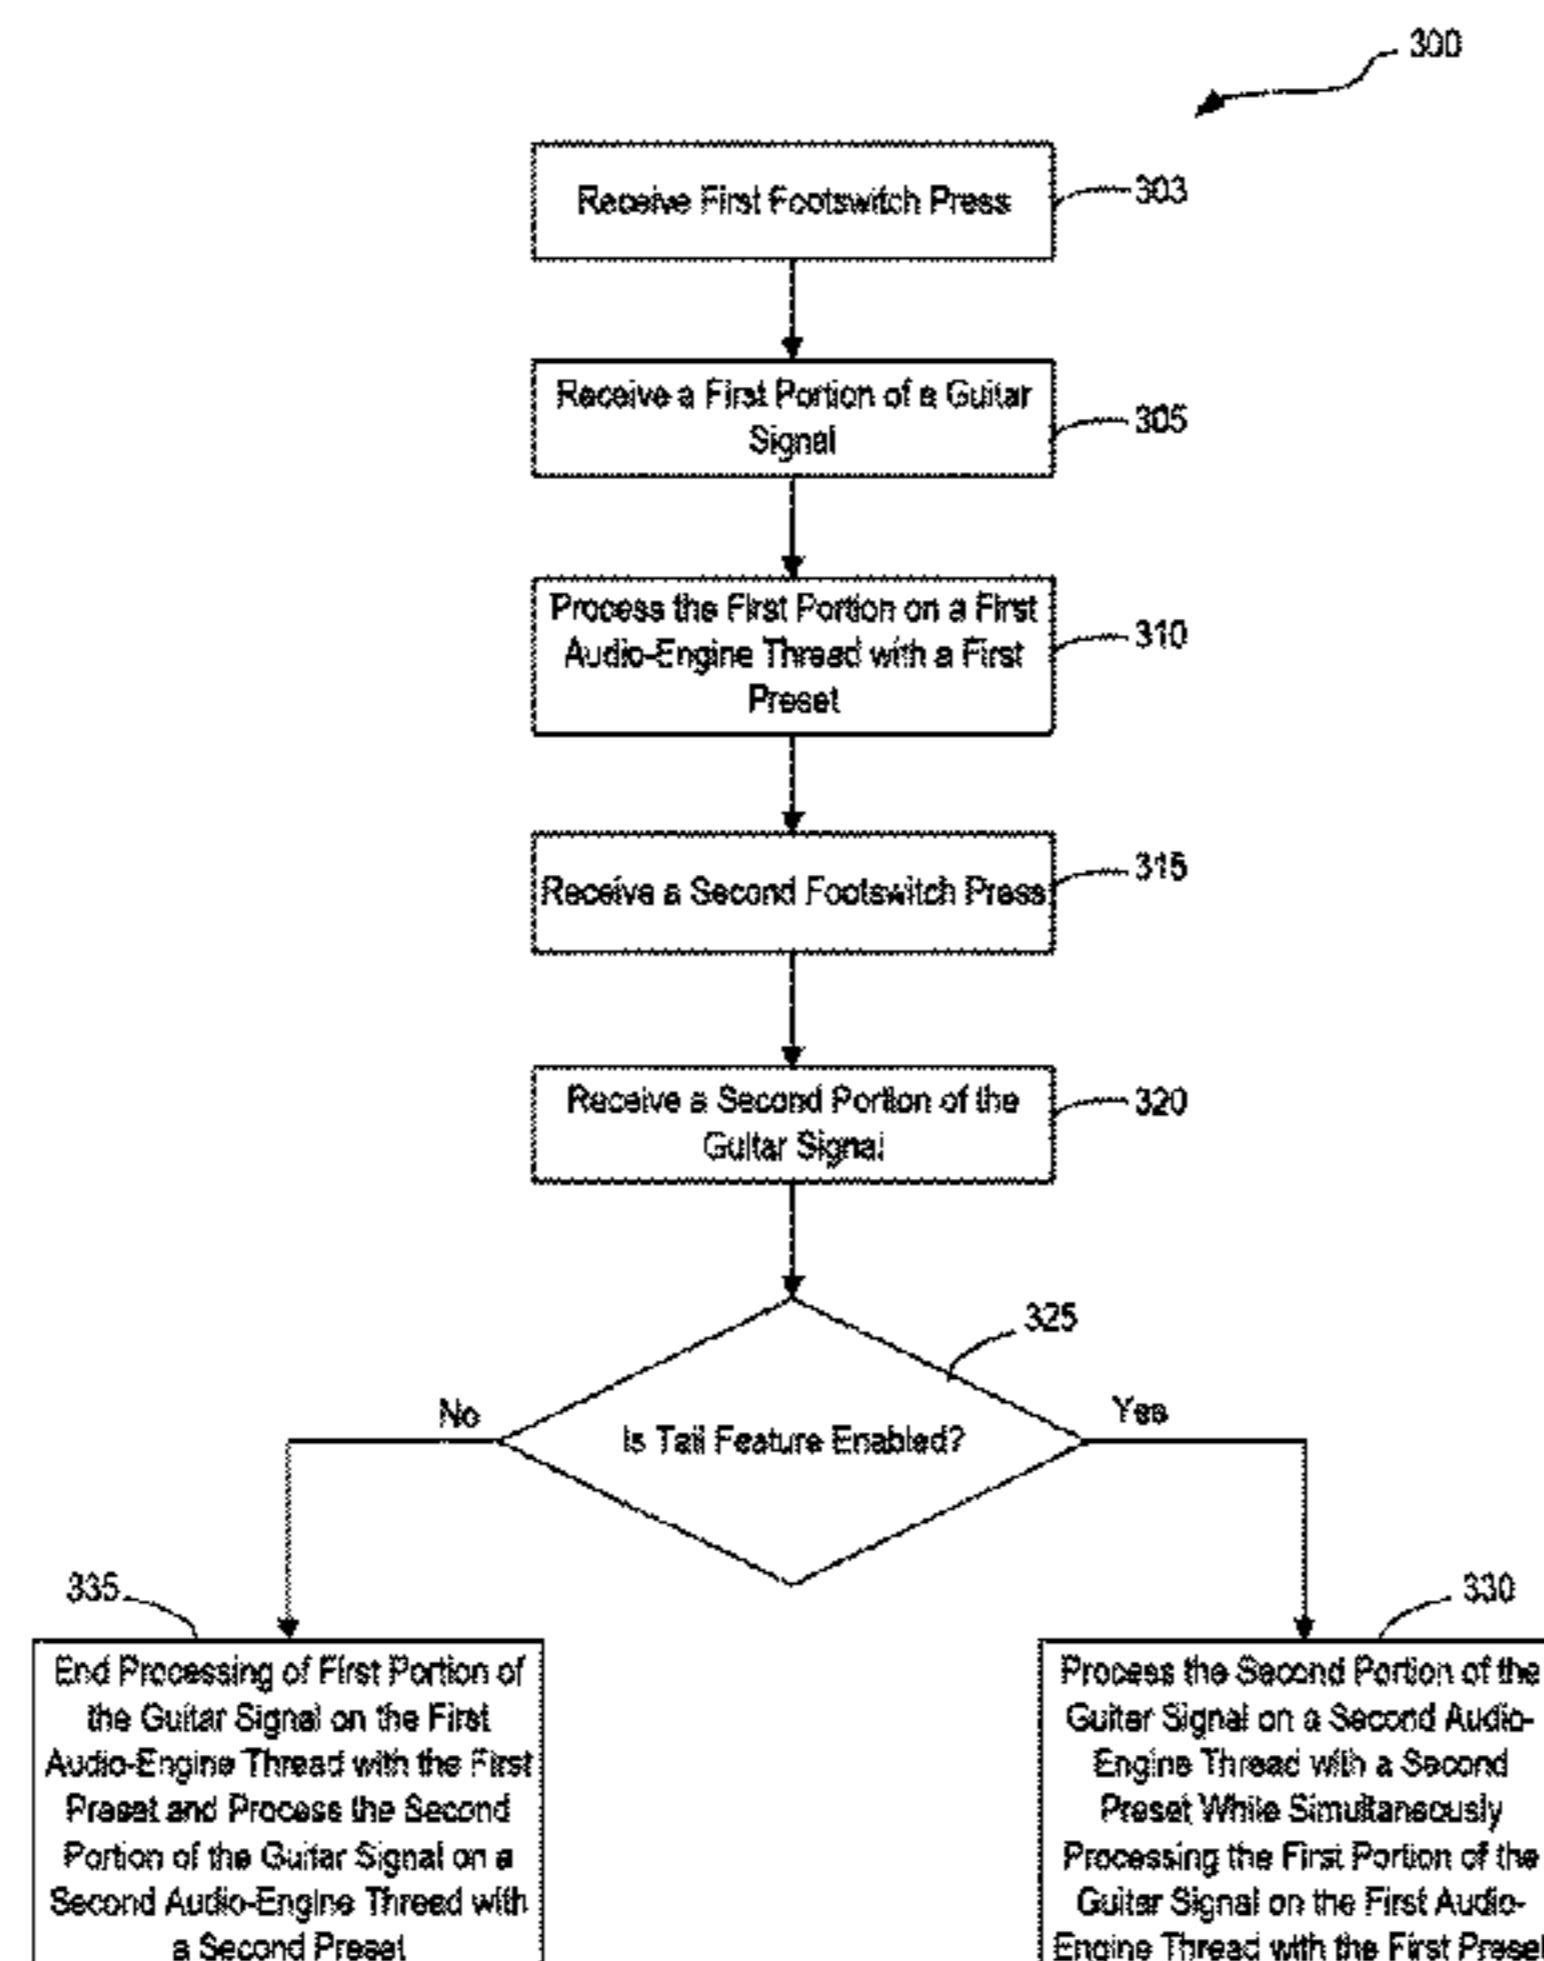 300
Receive First Footswitch Press
303
Receive a First Portion of a Guitar
Signal
305
Process the First Portion on a First
Audio-Engine Thread with a First
Preset
310
Receive a Second Footswitch Press
315
Receive a Second Portion of the
Guitar Signal
320
325
Is Tail Feature Enabled?
No
Yes
335
End Processing of First Portion of
the Guitar Signal on the First
Audio-Engine Thread with the First
Preset and Process the Second
Portion of the Guitar Signal on a
Second Audio-Engine Thread with
a Second Preset
330
Process the Second Portion of the
Guitar Signal on a Second Audio-
Engine Thread with a Second
Preset While Simultaneously
Processing the First Portion of the
Guitar Signal on the First Audio-
Engine Thread with the First Preset